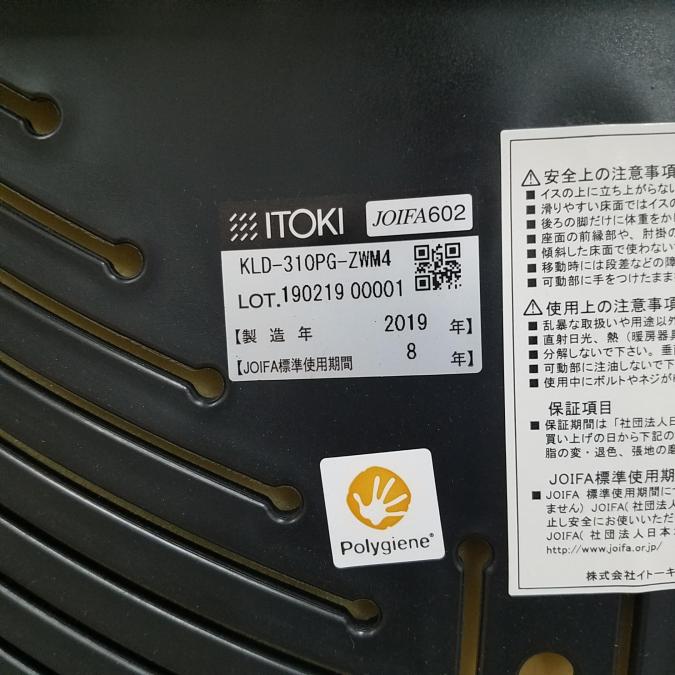 ITOKI JOIFA602
KLD-310PG-ZWM4
LOT.190219 00001
【製造年 2019 年】
【JOIFA標準使用期間 8 年】
Polygiene®
⚠安全上の注意事項
■ イスの上に立ち上がらない
■ 滑りやすい床面ではイスの
■ 後ろの脚だけに体重をか
■ 座面の前縁部や、肘掛の
■ 傾斜した床面で使わない
■ 移動時には段差などの障
■ 可動部に手をつけたまま
⚠使用上の注意事項
■ 乱暴な取扱いや用途以外
■ 直射日光、熱（暖房器具
■ 分解しないで下さい。垂直
■ 可動部に注油しないで下
■ 使用中にボルトやネジが
保証項目
■ 保証期間は「社団法人日
買い上げの日から下記の
脂の変・退色、張地の磨
JOIFA標準使用期
■ JOIFA 標準使用期間に
ません）JOIFA(社団法人
止し安全にお使いいただ
JOIFA(社団法人日本
http://www.joifa.or.jp/
株式会社イトーキ